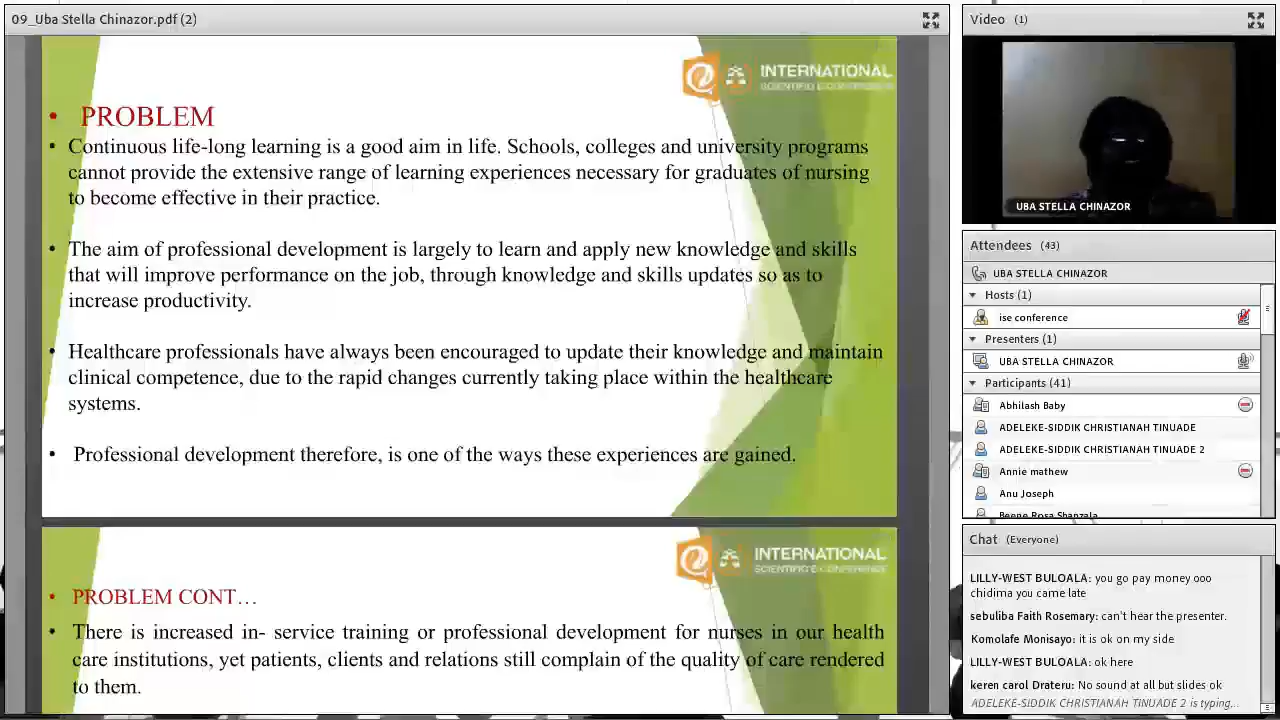 09_Uba Stella Chinazor.pdf (2)
INTERNATIONAL
SCIENTIFIC E-CONFERENCE
• PROBLEM
• Continuous life-long learning is a good aim in life. Schools, colleges and university programs
cannot provide the extensive range of learning experiences necessary for graduates of nursing
to become effective in their practice.
• The aim of professional development is largely to learn and apply new knowledge and skills
that will improve performance on the job, through knowledge and skills updates so as to
increase productivity.
• Healthcare professionals have always been encouraged to update their knowledge and maintain
clinical competence, due to the rapid changes currently taking place within the healthcare
systems.
• Professional development therefore, is one of the ways these experiences are gained.
INTERNATIONAL
SCIENTIFIC E-CONFERENCE
• PROBLEM CONT…
• There is increased in- service training or professional development for nurses in our health
care institutions, yet patients, clients and relations still complain of the quality of care rendered
to them.
Video (1)
UBA STELLA CHINAZOR
Attendees (43)
UBA STELLA CHINAZOR
Hosts (1)
ise conference
Presenters (1)
UBA STELLA CHINAZOR
Participants (41)
Abhilash Baby
ADELEKE-SIDDIK CHRISTIANAH TINUADE
ADELEKE-SIDDIK CHRISTIANAH TINUADE 2
Annie mathew
Anu Joseph
Beene Rosa Shanzala
Chat (Everyone)
LILLY-WEST BULOALA: you go pay money ooo
chidima you came late
sebuliba Faith Rosemary: can't hear the presenter.
Komolafe Monisayo: it is ok on my side
LILLY-WEST BULOALA: ok here
keren carol Drateru: No sound at all but slides ok
ADELEKE-SIDDIK CHRISTIANAH TINUADE 2 is typing...